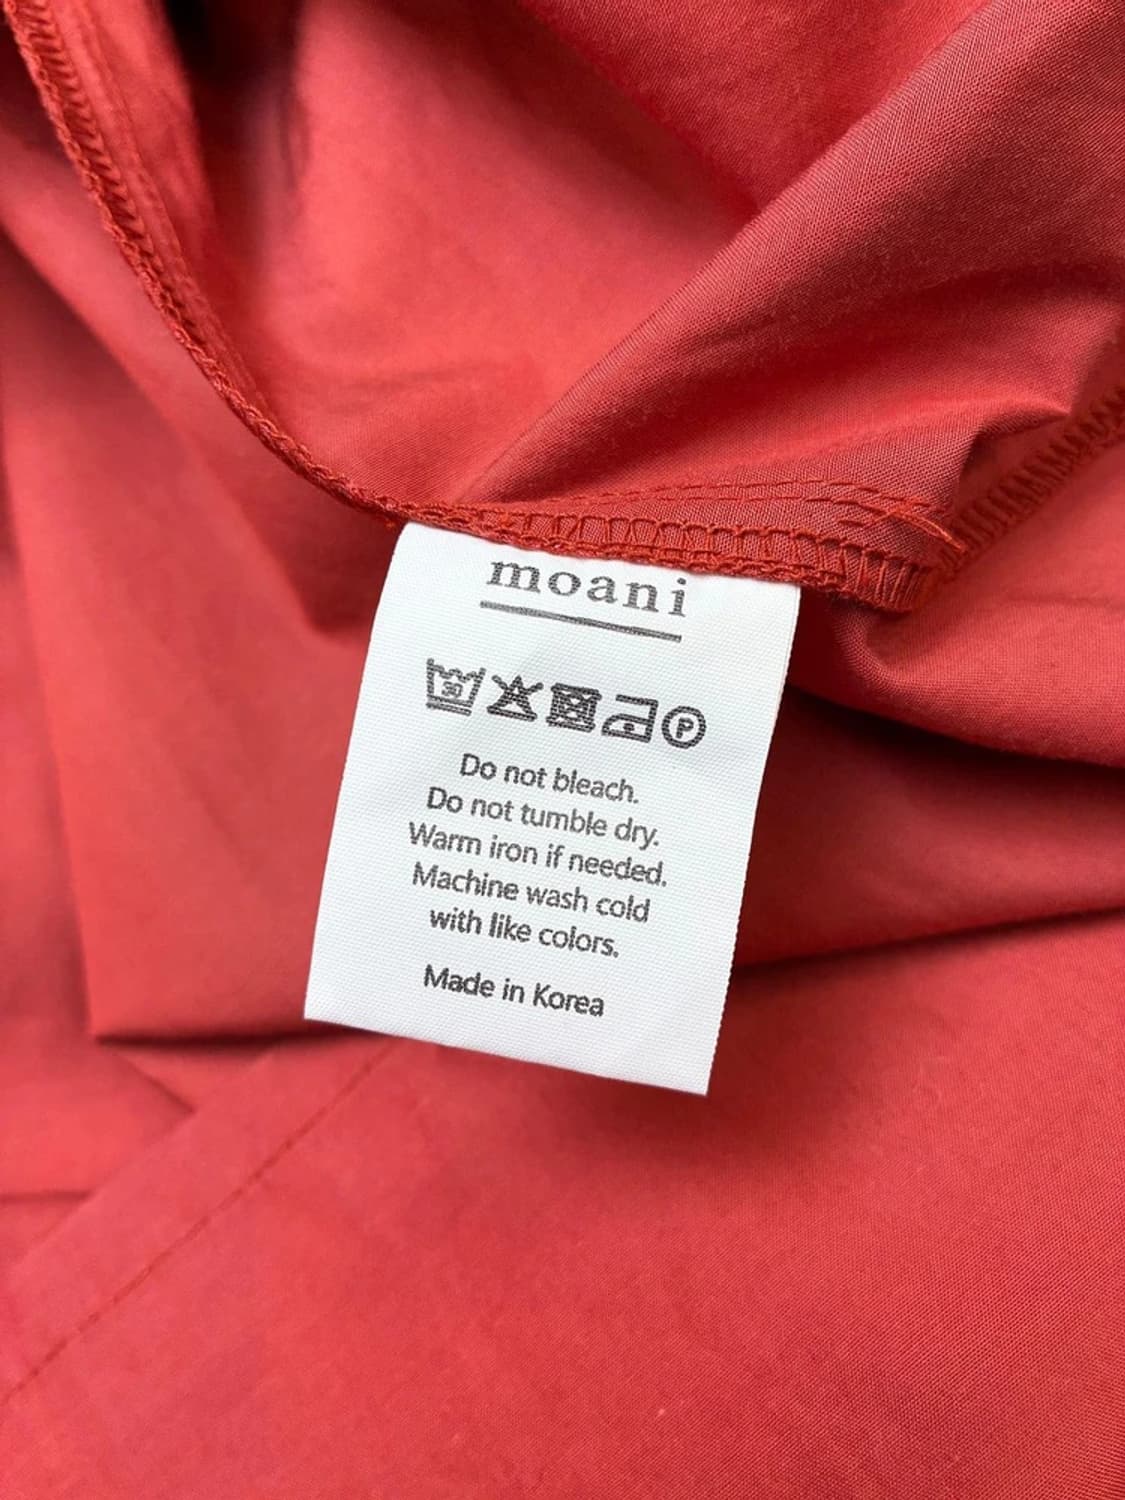 moani
30 P
Do not bleach.
Do not tumble dry.
Warm iron if needed.
Machine wash cold
with like colors.
Made in Korea